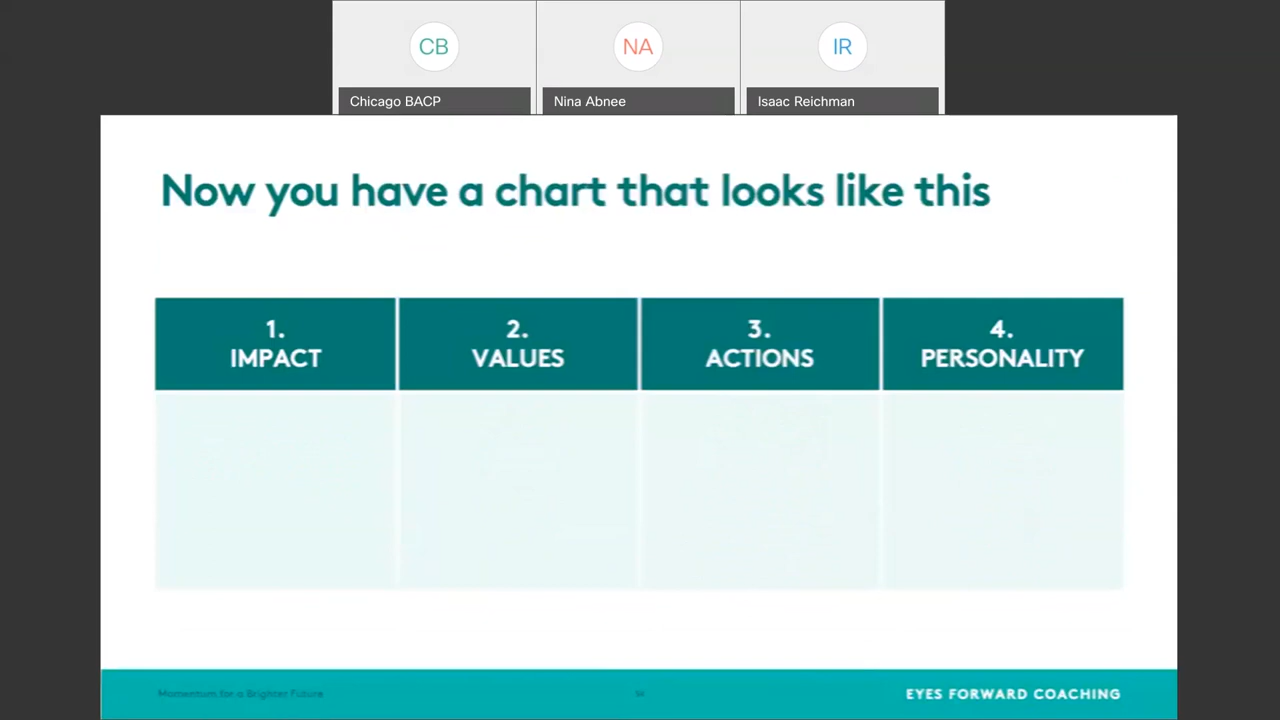 CB
NA
IR
Chicago BACP
Nina Abnee
Isaac Reichman
Now you have a chart that looks like this
1.
IMPACT
2.
VALUES
3.
ACTIONS
4.
PERSONALITY
Momentum for a Brighter Future
EYES FORWARD COACHING